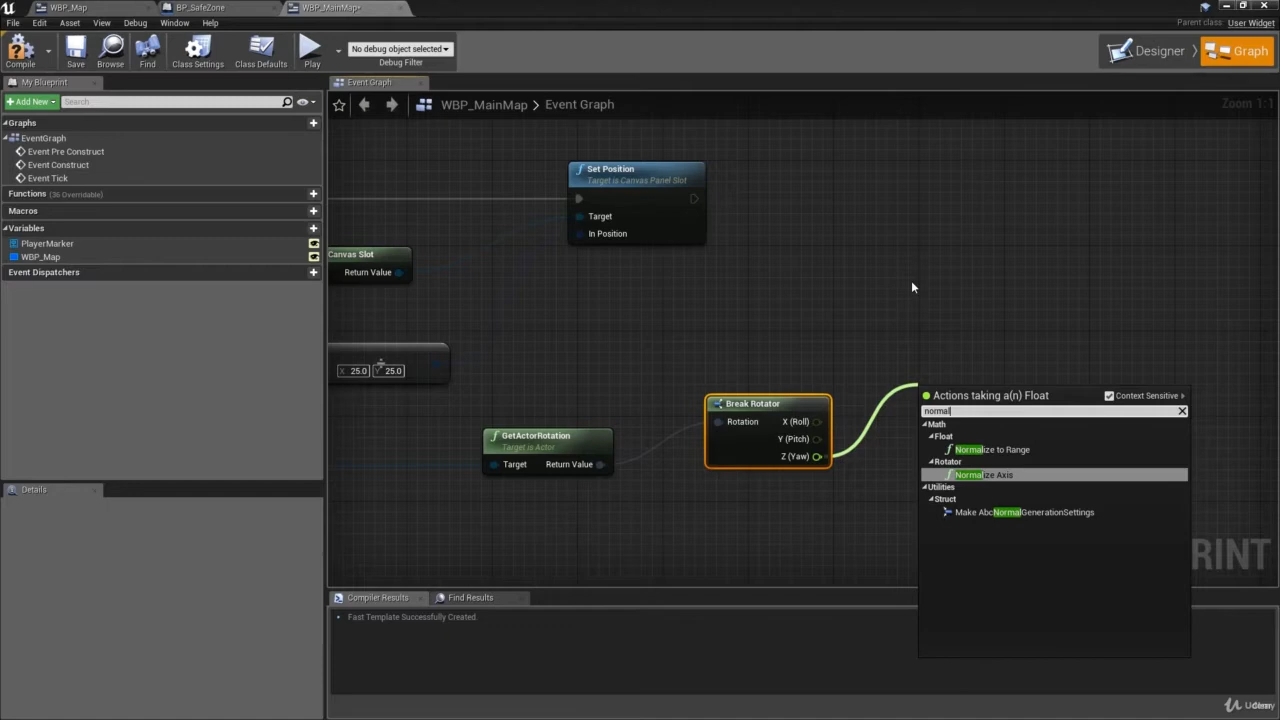 WBP_Map
BP_SafeZone
WBP_MainMap*
File Edit Asset View Debug Window Help
Parent class: User Widget
Compile Save Browse Find Class Settings Class Defaults Play
No debug object selected
Debug Filter
Designer
Graph
My Blueprint
Event Graph
Add New
Search
WBP_MainMap > Event Graph
Zoom 1:1
Graphs
EventGraph
Event Pre Construct
Event Construct
Event Tick
Functions (36 Overridable)
Macros
Variables
PlayerMarker
WBP_Map
Event Dispatchers
Details
Set Position
Target is Canvas Panel Slot
Target
In Position
Canvas Slot
Return Value
X 25.0 Y 25.0
GetActorRotation
Target is Actor
Target Return Value
Break Rotator
Rotation X (Roll)
Y (Pitch)
Z (Yaw)
Actions taking a(n) Float
Context Sensitive
normal
Math
Float
Normalize to Range
Rotator
Normalize Axis
Utilities
Struct
Make AbcNormalGenerationSettings
RINT
Compiler Results
Find Results
Fast Template Successfully Created.
Udemy